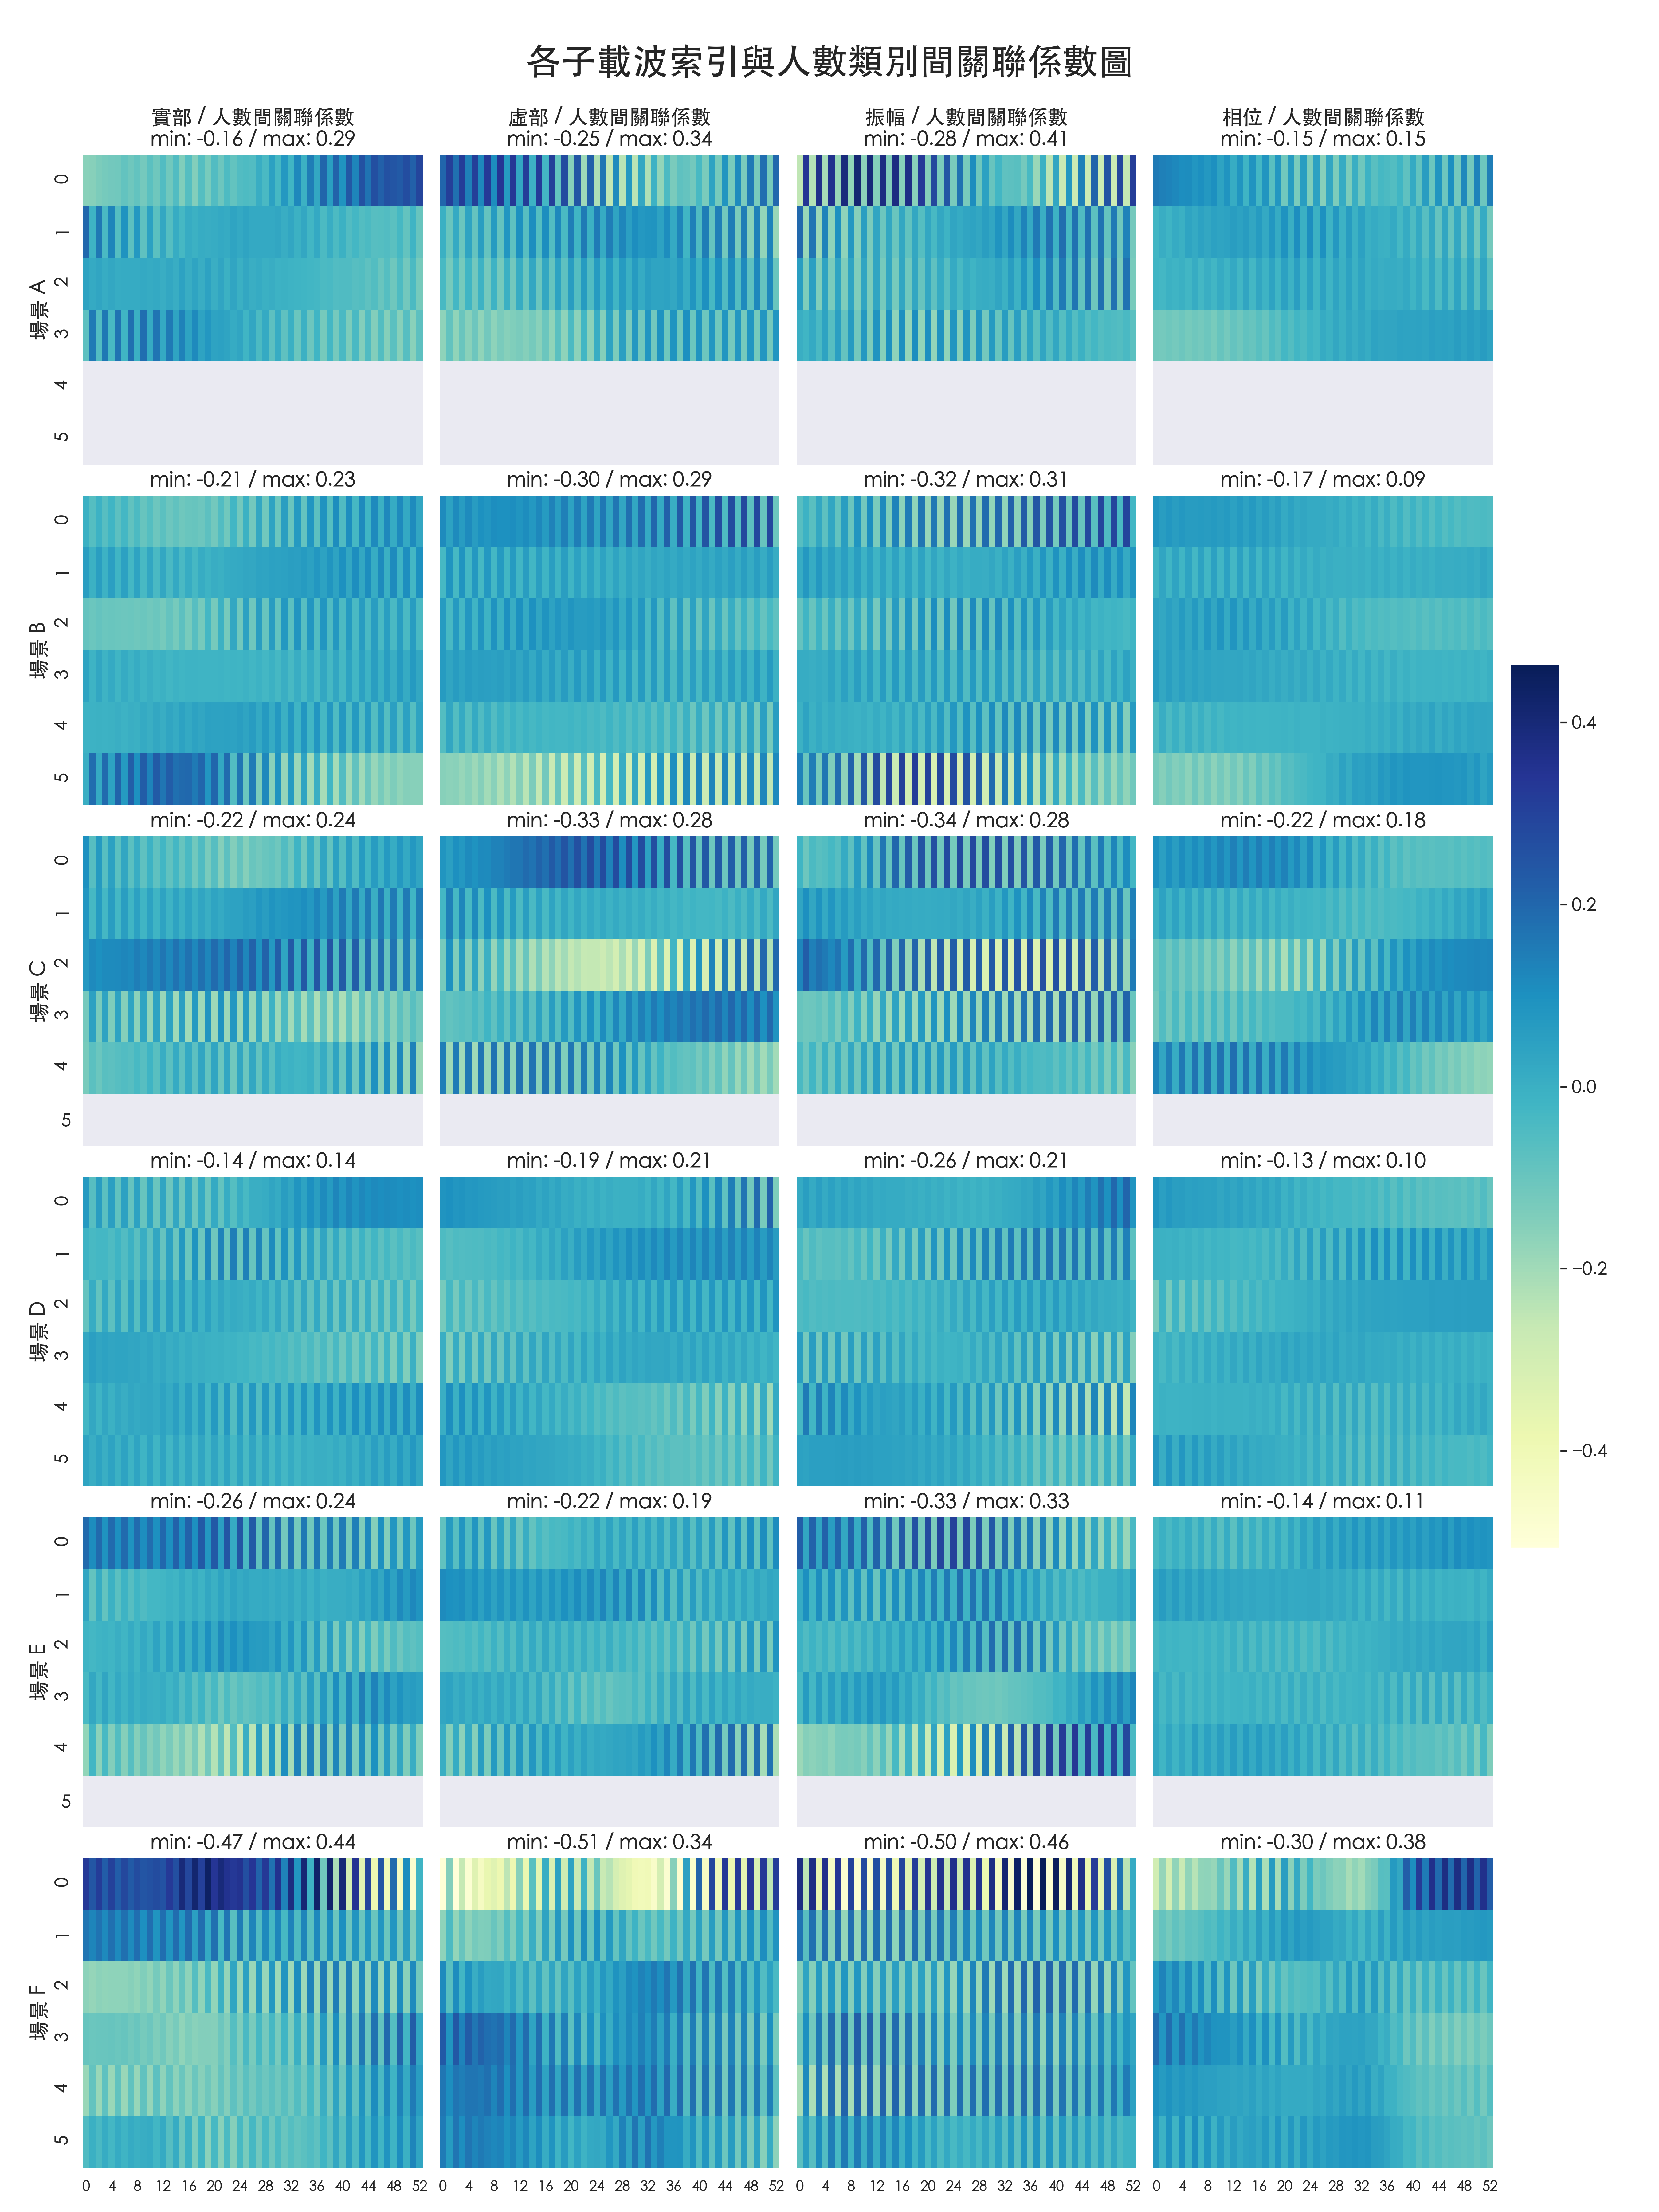 各子載波索引與人數類別間關聯係數圖
實部 / 人數間關聯係數 虛部 / 人數間關聯係數 振幅 / 人數間關聯係數 相位 / 人數間關聯係數
min: -0.16 / max: 0.29 min: -0.25 / max: 0.34 min: -0.28 / max: 0.41 min: -0.15 / max: 0.15
場景 A
0
1
2
3
4
5
min: -0.21 / max: 0.23 min: -0.30 / max: 0.29 min: -0.32 / max: 0.31 min: -0.17 / max: 0.09
場景 B
0
1
2
3
4
5
min: -0.22 / max: 0.24 min: -0.33 / max: 0.28 min: -0.34 / max: 0.28 min: -0.22 / max: 0.18
場景 C
0
1
2
3
4
5
min: -0.14 / max: 0.14 min: -0.19 / max: 0.21 min: -0.26 / max: 0.21 min: -0.13 / max: 0.10
場景 D
0
1
2
3
4
5
min: -0.26 / max: 0.24 min: -0.22 / max: 0.19 min: -0.33 / max: 0.33 min: -0.14 / max: 0.11
場景 E
0
1
2
3
4
5
min: -0.47 / max: 0.44 min: -0.51 / max: 0.34 min: -0.50 / max: 0.46 min: -0.30 / max: 0.38
場景 F
0
1
2
3
4
5
0 4 8 12 16 20 24 28 32 36 40 44 48 52 0 4 8 12 16 20 24 28 32 36 40 44 48 52 0 4 8 12 16 20 24 28 32 36 40 44 48 52 0 4 8 12 16 20 24 28 32 36 40 44 48 52
0.4
0.2
0.0
−0.2
−0.4